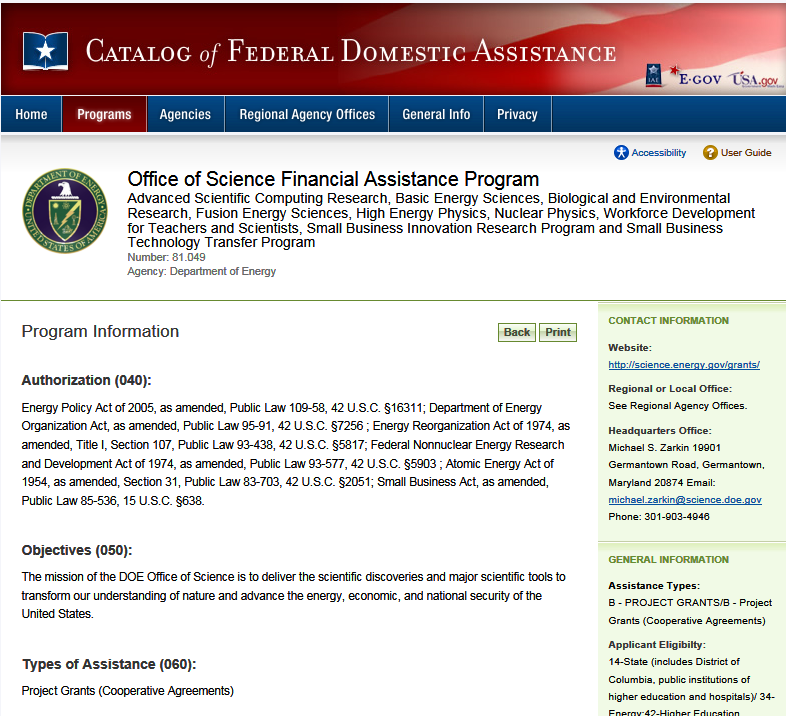 CATALOG of FEDERAL DOMESTIC ASSISTANCE
IAE E-GOV USA.gov
Home Programs Agencies Regional Agency Offices General Info Privacy
Accessibility User Guide
DEPARTMENT OF ENERGY
UNITED STATES OF AMERICA
Office of Science Financial Assistance Program
Advanced Scientific Computing Research, Basic Energy Sciences, Biological and Environmental
Research, Fusion Energy Sciences, High Energy Physics, Nuclear Physics, Workforce Development
for Teachers and Scientists, Small Business Innovation Research Program and Small Business
Technology Transfer Program
Number: 81.049
Agency: Department of Energy
Program Information
Back Print
Authorization (040):
Energy Policy Act of 2005, as amended, Public Law 109-58, 42 U.S.C. §16311; Department of Energy
Organization Act, as amended, Public Law 95-91, 42 U.S.C. §7256 ; Energy Reorganization Act of 1974, as
amended, Title I, Section 107, Public Law 93-438, 42 U.S.C. §5817; Federal Nonnuclear Energy Research
and Development Act of 1974, as amended, Public Law 93-577, 42 U.S.C. §5903 ; Atomic Energy Act of
1954, as amended, Section 31, Public Law 83-703, 42 U.S.C. §2051; Small Business Act, as amended,
Public Law 85-536, 15 U.S.C. §638.
Objectives (050):
The mission of the DOE Office of Science is to deliver the scientific discoveries and major scientific tools to
transform our understanding of nature and advance the energy, economic, and national security of the
United States.
Types of Assistance (060):
Project Grants (Cooperative Agreements)
CONTACT INFORMATION
Website:
http://science.energy.gov/grants/
Regional or Local Office:
See Regional Agency Offices.
Headquarters Office:
Michael S. Zarkin 19901
Germantown Road, Germantown,
Maryland 20874 Email:
michael.zarkin@science.doe.gov
Phone: 301-903-4946
GENERAL INFORMATION
Assistance Types:
B - PROJECT GRANTS/B - Project
Grants (Cooperative Agreements)
Applicant Eligibilty:
14-State (includes District of
Columbia, public institutions of
higher education and hospitals)/ 34-
Energy;42-Higher Education